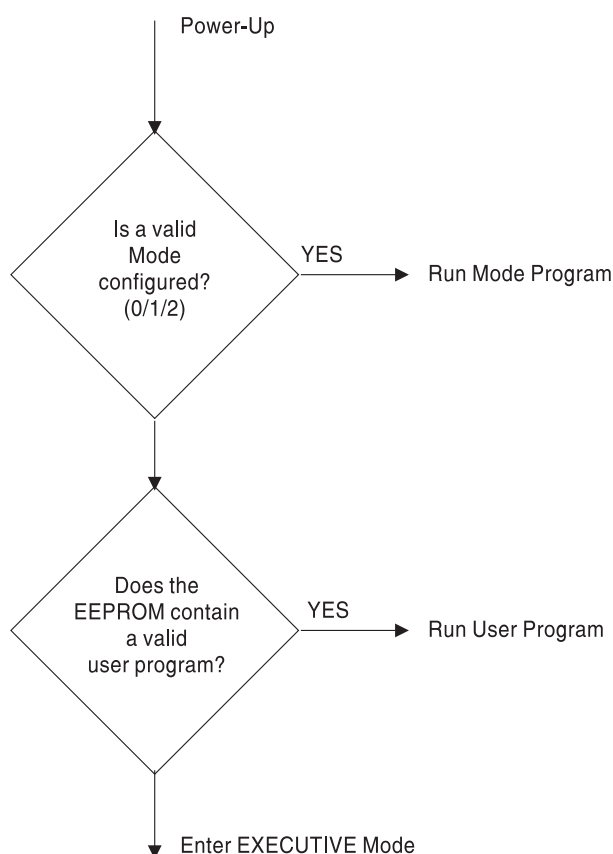 Power-Up
Is a valid
Mode
configured?
(0/1/2)
YES
Run Mode Program
Does the
EEPROM contain
a valid
user program?
YES
Run User Program
Enter EXECUTIVE Mode